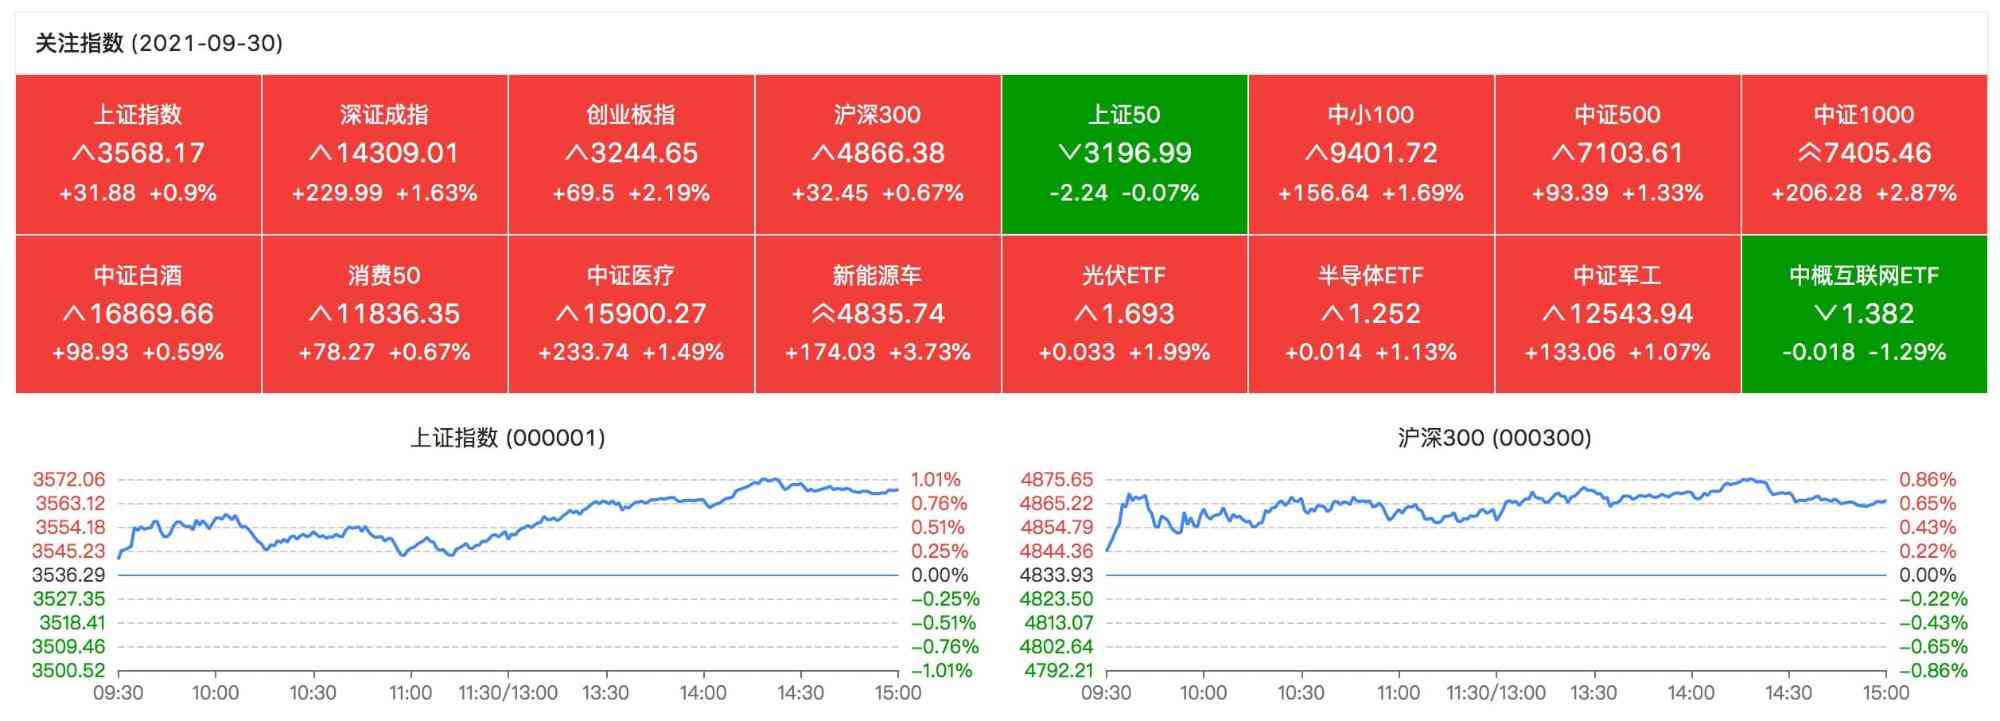 关注指数 (2021-09-30)
上证指数 深证成指 创业板指 沪深300 上证50 中小100 中证500 中证1000
3568.17 14309.01 3244.65 4866.38 3196.99 9401.72 7103.61 7405.46
+31.88 +0.9% +229.99 +1.63% +69.5 +2.19% +32.45 +0.67% -2.24 -0.07% +156.64 +1.69% +93.39 +1.33% +206.28 +2.87%
中证白酒 消费50 中证医疗 新能源车 光伏ETF 半导体ETF 中证军工 中概互联网ETF
16869.66 11836.35 15900.27 4835.74 1.693 1.252 12543.94 1.382
+98.93 +0.59% +78.27 +0.67% +233.74 +1.49% +174.03 +3.73% +0.033 +1.99% +0.014 +1.13% +133.06 +1.07% -0.018 -1.29%
上证指数 (000001) 沪深300 (000300)
3572.06 1.01% 4875.65 0.86%
3563.12 0.76% 4865.22 0.65%
3554.18 0.51% 4854.79 0.43%
3545.23 0.25% 4844.36 0.22%
3536.29 0.00% 4833.93 0.00%
3527.35 −0.25% 4823.50 −0.22%
3518.41 −0.51% 4813.07 −0.43%
3509.46 −0.76% 4802.64 −0.65%
3500.52 −1.01% 4792.21 −0.86%
09:30 10:00 10:30 11:00 11:30/13:00 13:30 14:00 14:30 15:00 09:30 10:00 10:30 11:00 11:30/13:00 13:30 14:00 14:30 15:00